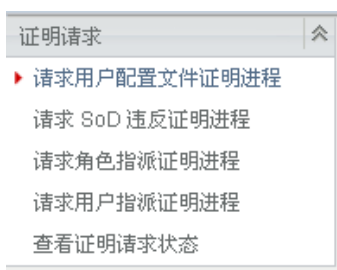 证明请求
请求用户配置文件证明进程
请求 SoD 违反证明进程
请求角色指派证明进程
请求用户指派证明进程
查看证明请求状态